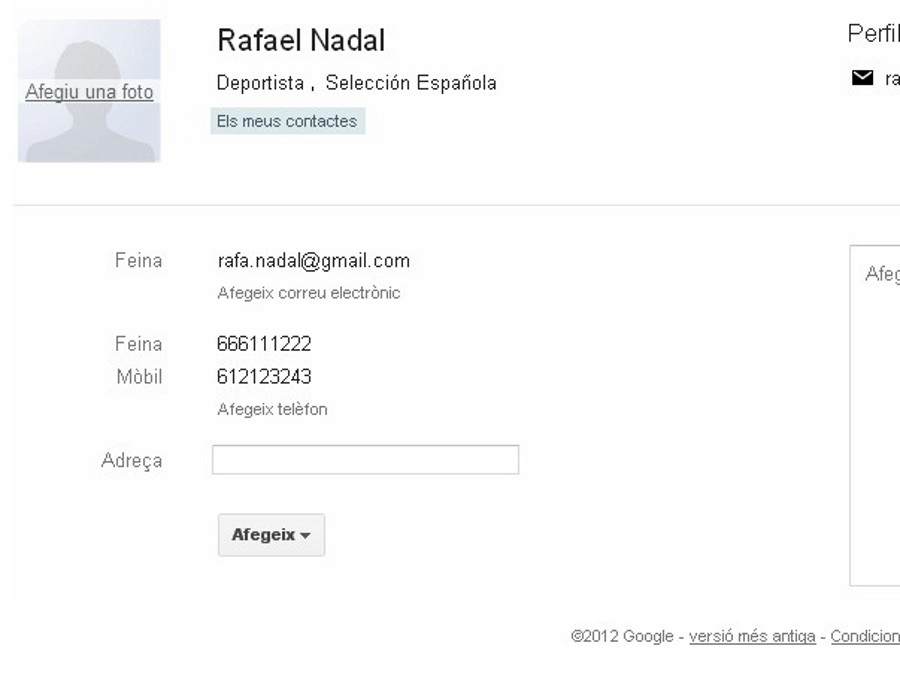 Rafael Nadal
Deportista , Selección Española
Els meus contactes
Afegiu una foto
Perfil
ra
Feina rafa.nadal@gmail.com
Afegeix correu electrònic
Feina 666111222
Mòbil 612123243
Afegeix telèfon
Adreça
Afegeix
Afeg
©2012 Google - versió més antiga - Condicion